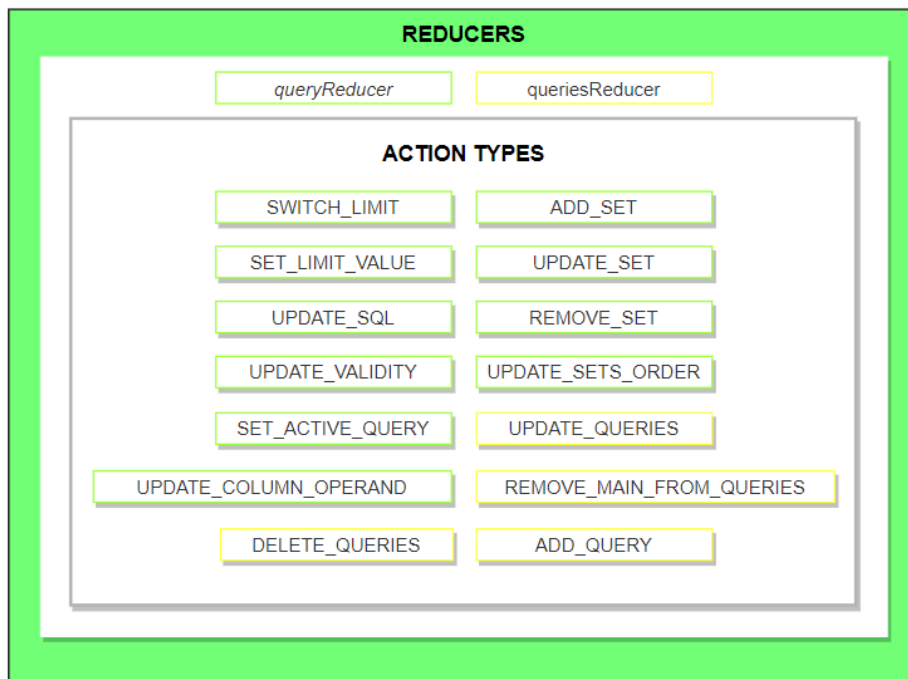 REDUCERS
queryReducer queriesReducer
ACTION TYPES
SWITCH_LIMIT ADD_SET
SET_LIMIT_VALUE UPDATE_SET
UPDATE_SQL REMOVE_SET
UPDATE_VALIDITY UPDATE_SETS_ORDER
SET_ACTIVE_QUERY UPDATE_QUERIES
UPDATE_COLUMN_OPERAND REMOVE_MAIN_FROM_QUERIES
DELETE_QUERIES ADD_QUERY